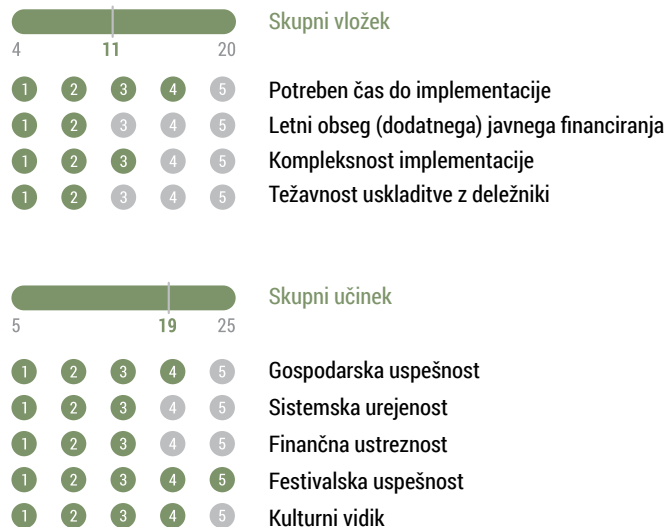 Skupni vložek
4 11 20
1 2 3 4 5 Potreben čas do implementacije
1 2 3 4 5 Letni obseg (dodatnega) javnega financiranja
1 2 3 4 5 Kompleksnost implementacije
1 2 3 4 5 Težavnost uskladitve z deležniki
Skupni učinek
5 19 25
1 2 3 4 5 Gospodarska uspešnost
1 2 3 4 5 Sistemska urejenost
1 2 3 4 5 Finančna ustreznost
1 2 3 4 5 Festivalska uspešnost
1 2 3 4 5 Kulturni vidik